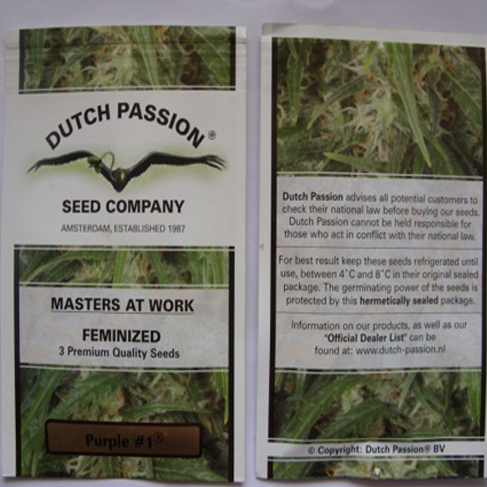 DUTCH PASSION®
SEED COMPANY
AMSTERDAM, ESTABLISHED 1987
MASTERS AT WORK
FEMINIZED
3 Premium Quality Seeds
Purple #1®
Dutch Passion advises all potential customers to
check their national law before buying our seeds.
Dutch Passion cannot be held responsible for
those who act in conflict with their national law.
For best result keep these seeds refrigerated until
use, between 4˚C and 8˚C in their original sealed
package. The germinating power of the seeds is
protected by this hermetically sealed package.
Information on our products, as well as our
"Official Dealer List" can be
found at: www.dutch-passion.nl
© Copyright: Dutch Passion® BV